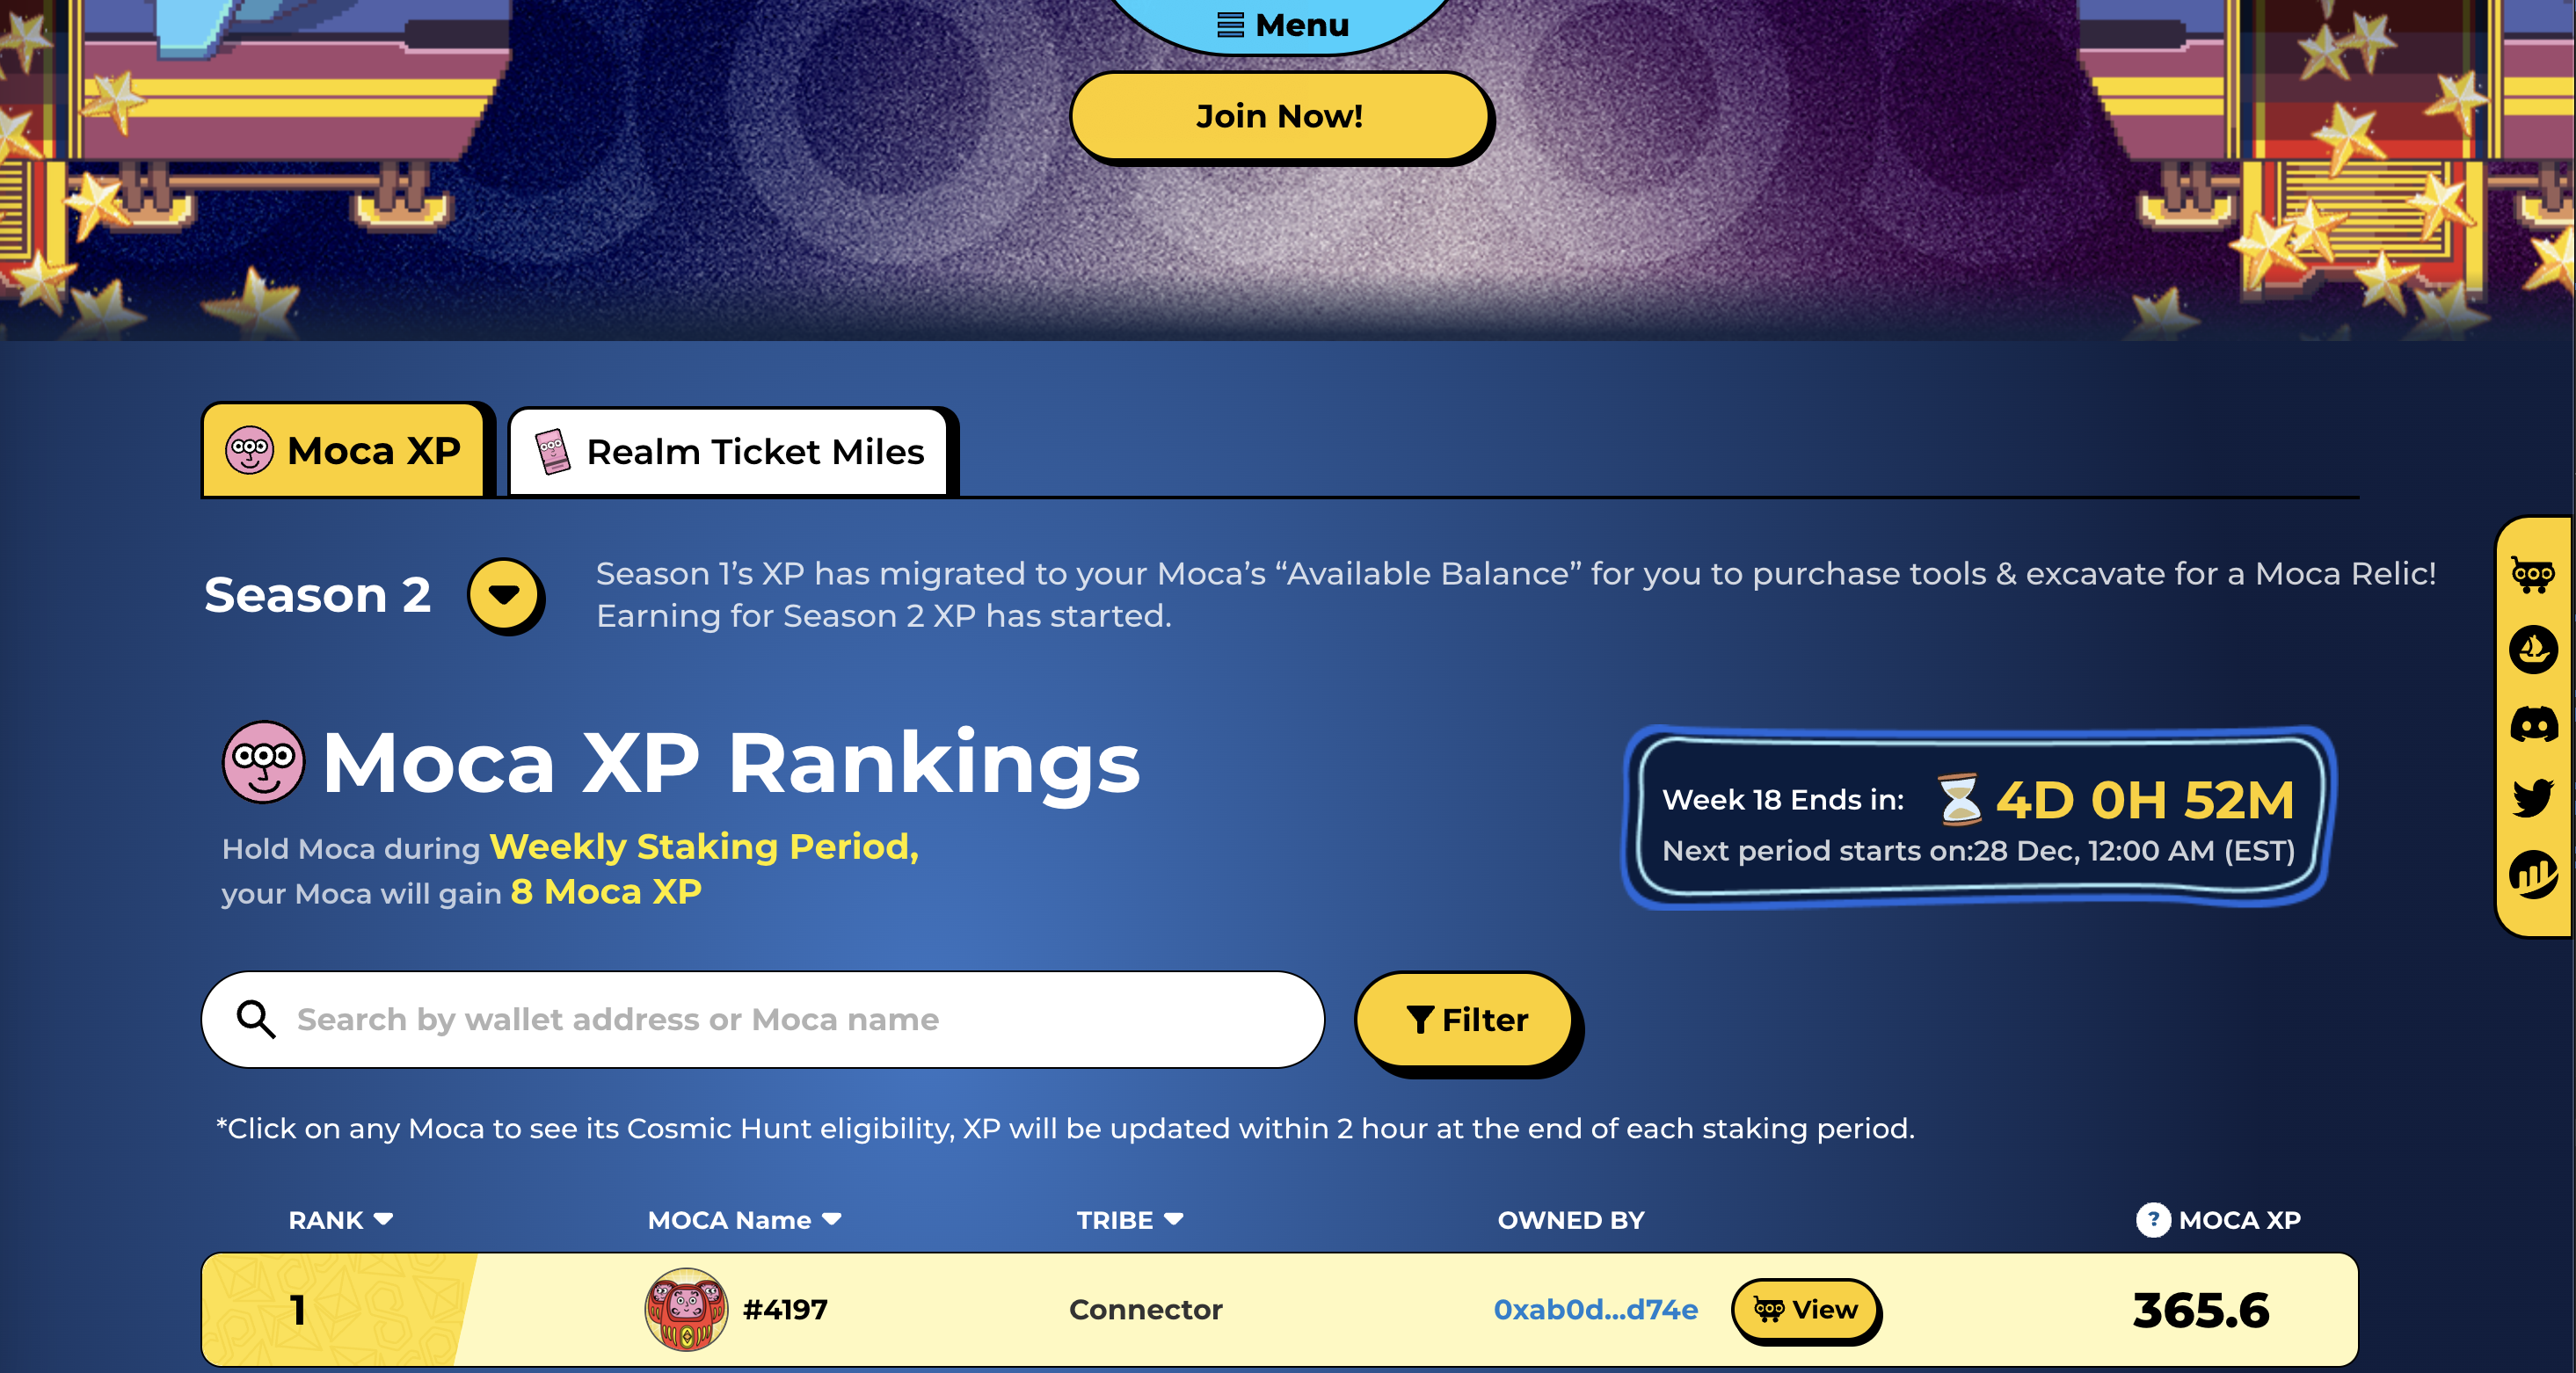 Menu
Join Now!
Moca XP
Realm Ticket Miles
Season 2
Season 1’s XP has migrated to your Moca’s “Available Balance” for you to purchase tools & excavate for a Moca Relic!
Earning for Season 2 XP has started.
Moca XP Rankings
Hold Moca during Weekly Staking Period,
your Moca will gain 8 Moca XP
Week 18 Ends in: 4D 0H 52M
Next period starts on:28 Dec, 12:00 AM (EST)
Search by wallet address or Moca name
Filter
*Click on any Moca to see its Cosmic Hunt eligibility, XP will be updated within 2 hour at the end of each staking period.
RANK MOCA Name TRIBE OWNED BY ? MOCA XP
1 #4197 Connector 0xab0d...d74e View 365.6